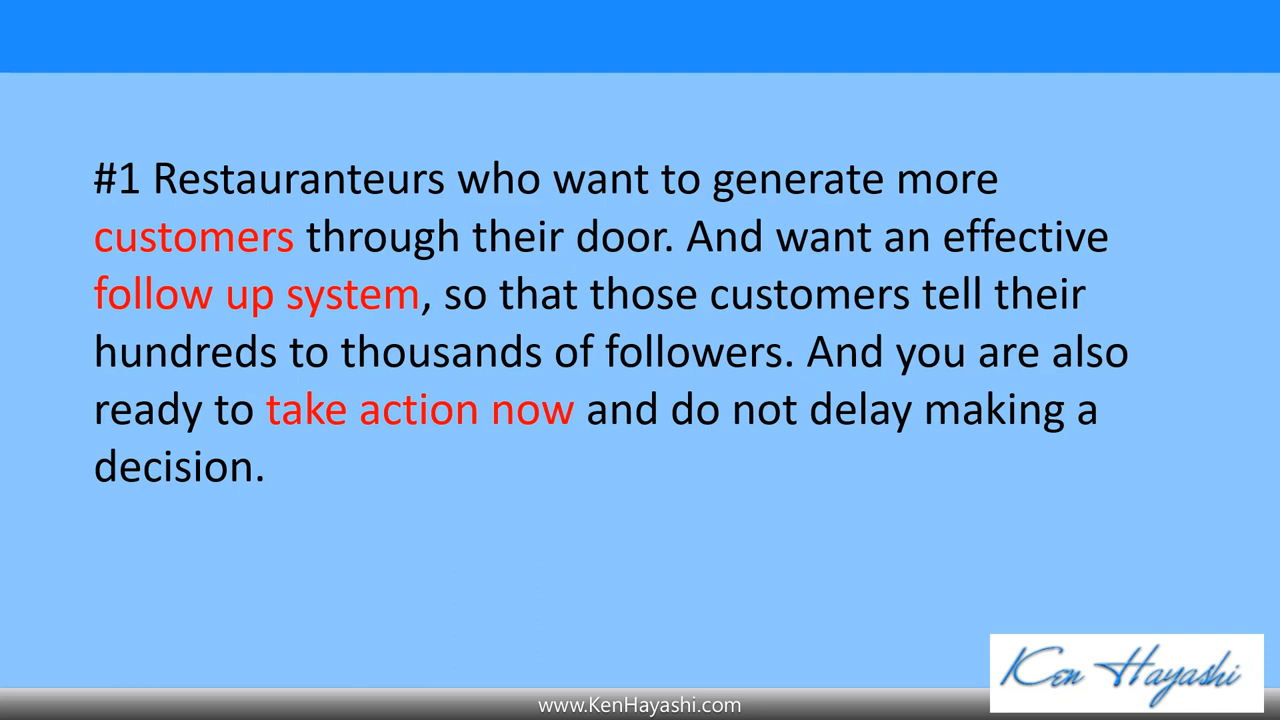 #1 Restauranteurs who want to generate more
customers through their door. And want an effective
follow up system, so that those customers tell their
hundreds to thousands of followers. And you are also
ready to take action now and do not delay making a
decision.
Ken Hayashi
www.KenHayashi.com